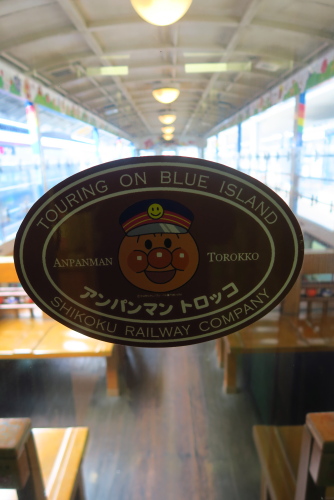 TOURING ON BLUE ISLAND
ANPANMAN
TOROKKO
アンパンマン トロッコ
SHIKOKU RAILWAY COMPANY